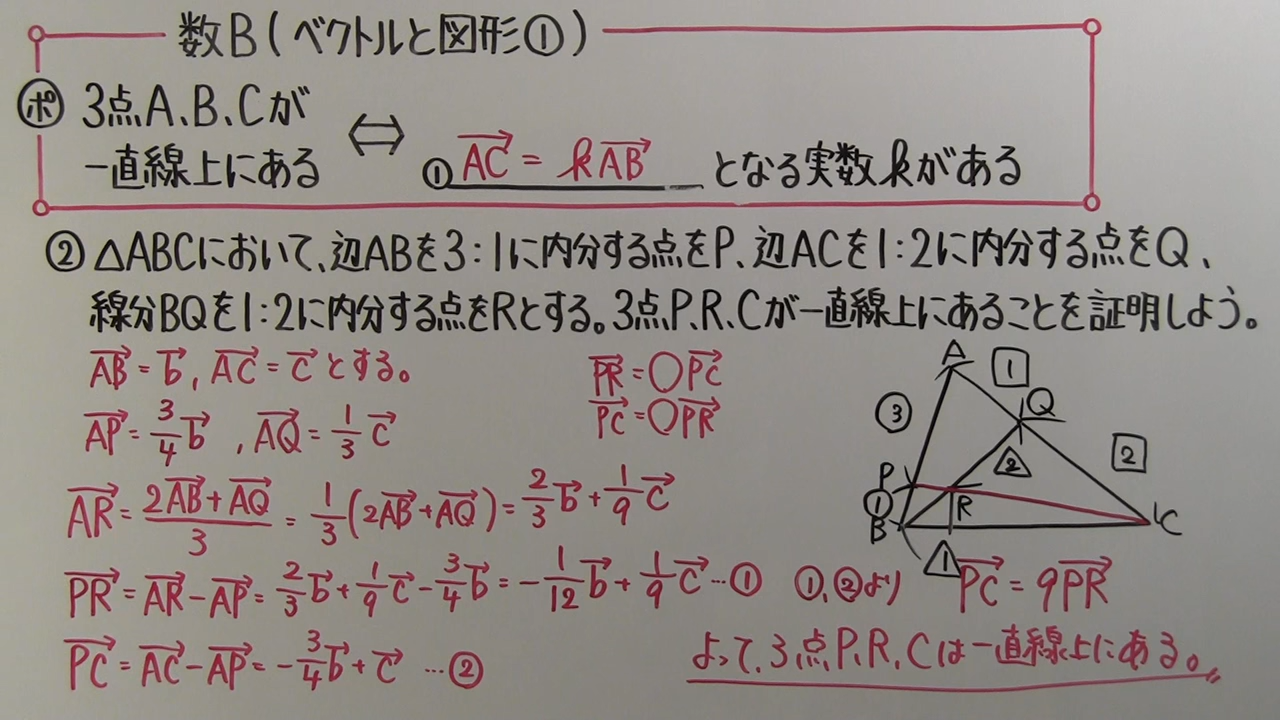 数B(ベクトルと図形①)
ポ 3点A、B、Cが
一直線上にある ⇔ ① AC→ = kAB→ となる実数kがある
② △ABCにおいて、辺ABを3:1に内分する点をP、辺ACを1:2に内分する点をQ、
線分BQを1:2に内分する点をRとする。3点P、R、Cが一直線上にあることを証明しよう。
AB→ = b→, AC→ = c→ とする。
AP→ = 3/4 b→, AQ→ = 1/3 c→
AR→ = (2AB→ + AQ→)/3 = 1/3(2AB→ + AQ→) = 2/3 b→ + 1/9 c→
PR→ = AR→ - AP→ = 2/3 b→ + 1/9 c→ - 3/4 b→ = -1/12 b→ + 1/9 c→ …①
PC→ = AC→ - AP→ = -3/4 b→ + c→ …②
PR→ = ○PC→
PC→ = ○PR→
A
1
③
Q
2
2
P
①
R
B
C
1
①、②より PC→ = 9PR→
よって、3点P、R、Cは一直線上にある。